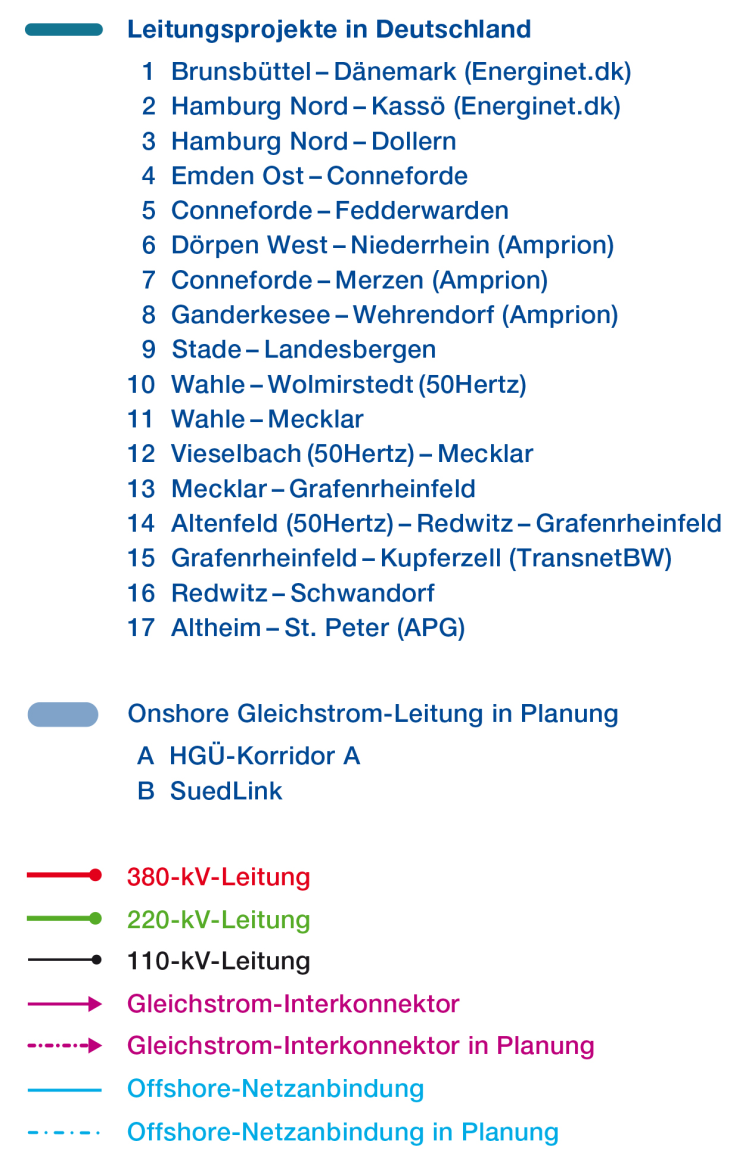 Leitungsprojekte in Deutschland
1 Brunsbüttel – Dänemark (Energinet.dk)
2 Hamburg Nord – Kassö (Energinet.dk)
3 Hamburg Nord – Dollern
4 Emden Ost – Conneforde
5 Conneforde – Fedderwarden
6 Dörpen West – Niederrhein (Amprion)
7 Conneforde – Merzen (Amprion)
8 Ganderkesee – Wehrendorf (Amprion)
9 Stade – Landesbergen
10 Wahle – Wolmirstedt (50Hertz)
11 Wahle – Mecklar
12 Vieselbach (50Hertz) – Mecklar
13 Mecklar – Grafenrheinfeld
14 Altenfeld (50Hertz) – Redwitz – Grafenrheinfeld
15 Grafenrheinfeld – Kupferzell (TransnetBW)
16 Redwitz – Schwandorf
17 Altheim – St. Peter (APG)
Onshore Gleichstrom-Leitung in Planung
A HGÜ-Korridor A
B SuedLink
380-kV-Leitung
220-kV-Leitung
110-kV-Leitung
Gleichstrom-Interkonnektor
Gleichstrom-Interkonnektor in Planung
Offshore-Netzanbindung
Offshore-Netzanbindung in Planung